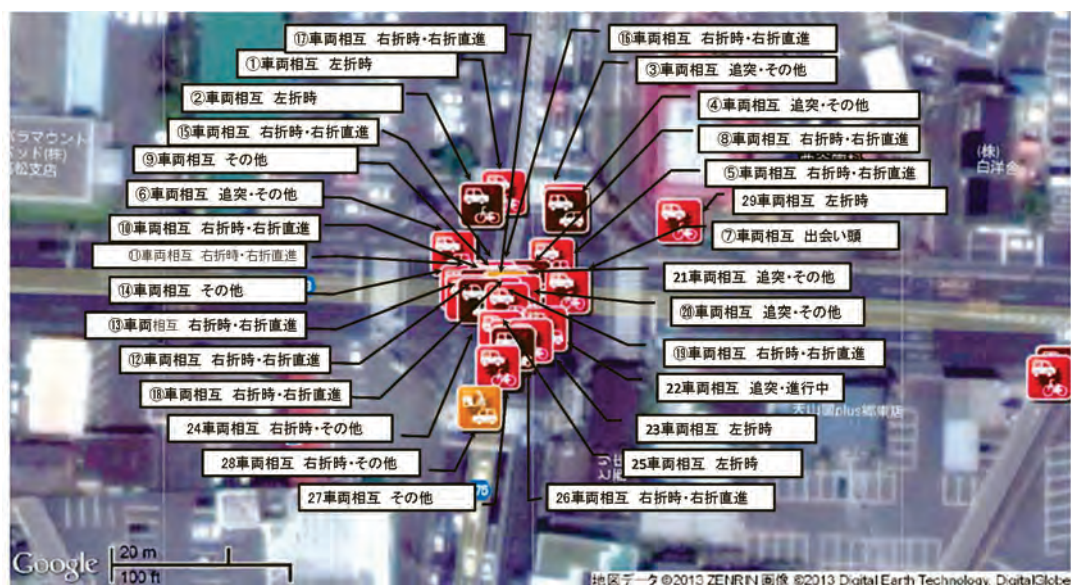 ⑰車両相互 右折時・右折直進
⑯車両相互 右折時・右折直進
①車両相互 左折時
③車両相互 追突・その他
②車両相互 左折時
④車両相互 追突・その他
⑮車両相互 右折時・右折直進
⑧車両相互 右折時・右折直進
⑨車両相互 その他
⑤車両相互 右折時・右折直進
⑥車両相互 追突・その他
29車両相互 左折時
⑩車両相互 右折時・右折直進
⑦車両相互 出会い頭
⑪車両相互 右折時・右折直進
21車両相互 追突・その他
⑭車両相互 その他
⑳車両相互 追突・その他
⑬車両相互 右折時・右折直進
⑫車両相互 右折時・右折直進
⑲車両相互 右折時・右折直進
⑱車両相互 右折時・右折直進
22車両相互 追突・進行中
24車両相互 右折時・その他
23車両相互 左折時
28車両相互 右折時・その他
25車両相互 左折時
27車両相互 その他
26車両相互 右折時・右折直進
パラマウント
ベッド(株)
高松支店
(株)
白洋舎
Google
20 m
100 ft
地図データ ©2013 ZENRIN 画像 ©2013 Digital Earth Technology, DigitalGlobe